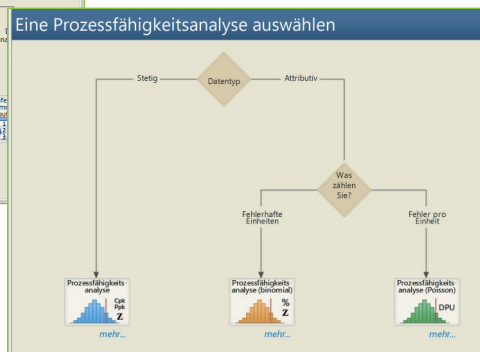 Eine Prozessfähigkeitsanalyse auswählen
Stetig
Datentyp
Attributiv
Was
zählen
Sie?
Fehlerhafte
Einheiten
Fehler pro
Einheit
Prozessfähigkeits-
analyse
Cpk
Ppk
Z
mehr...
Prozessfähigkeits-
analyse (binomial)
%
Z
mehr...
Prozessfähigkeits-
analyse (Poisson)
DPU
mehr...